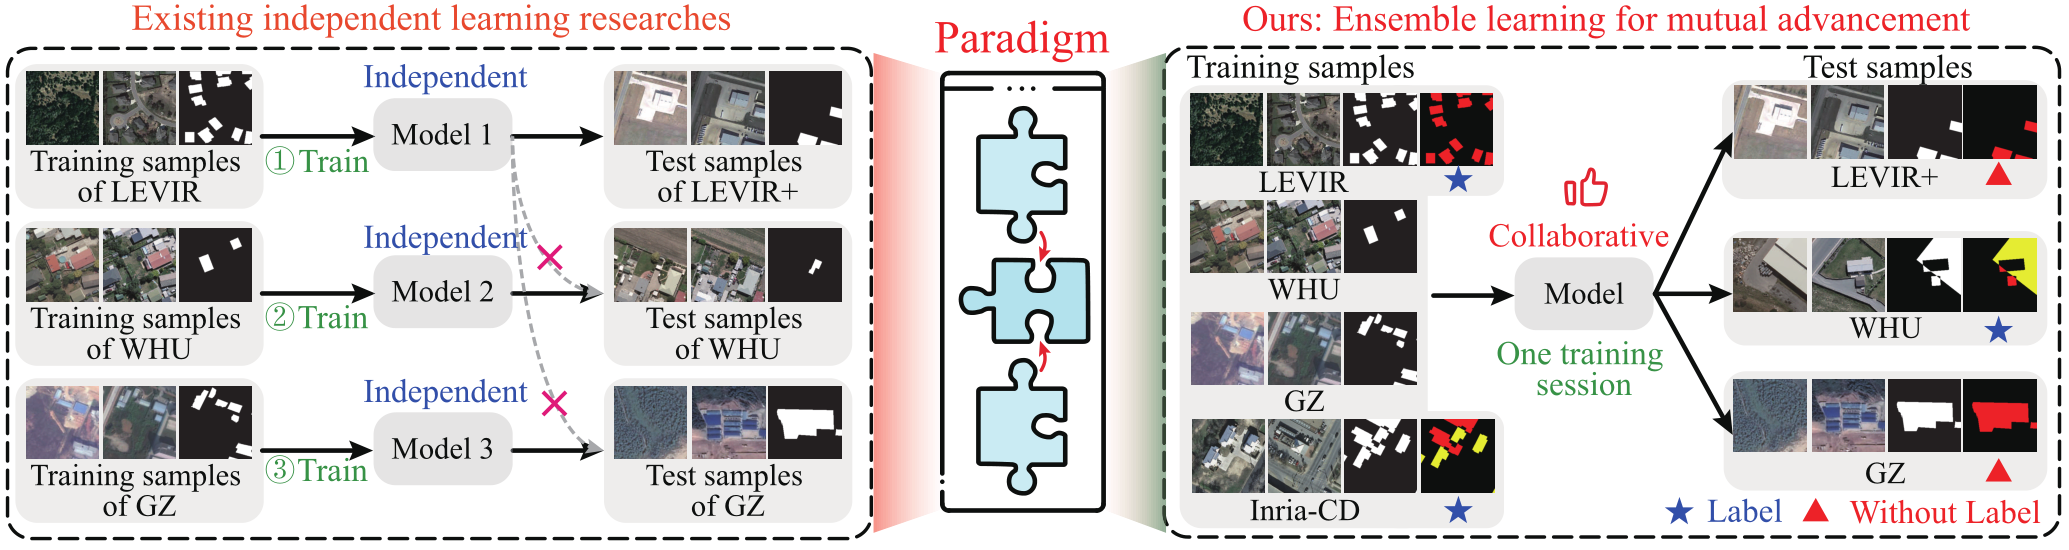 Existing independent learning researches
Training samples
of LEVIR
① Train
Independent
Model 1
Test samples
of LEVIR+
Training samples
of WHU
② Train
Independent
Model 2
Test samples
of WHU
Training samples
of GZ
③ Train
Independent
Model 3
Test samples
of GZ
Paradigm
Ours: Ensemble learning for mutual advancement
Training samples
LEVIR
WHU
GZ
Inria-CD
Collaborative
Model
One training
session
Test samples
LEVIR+
WHU
GZ
Label
Without Label